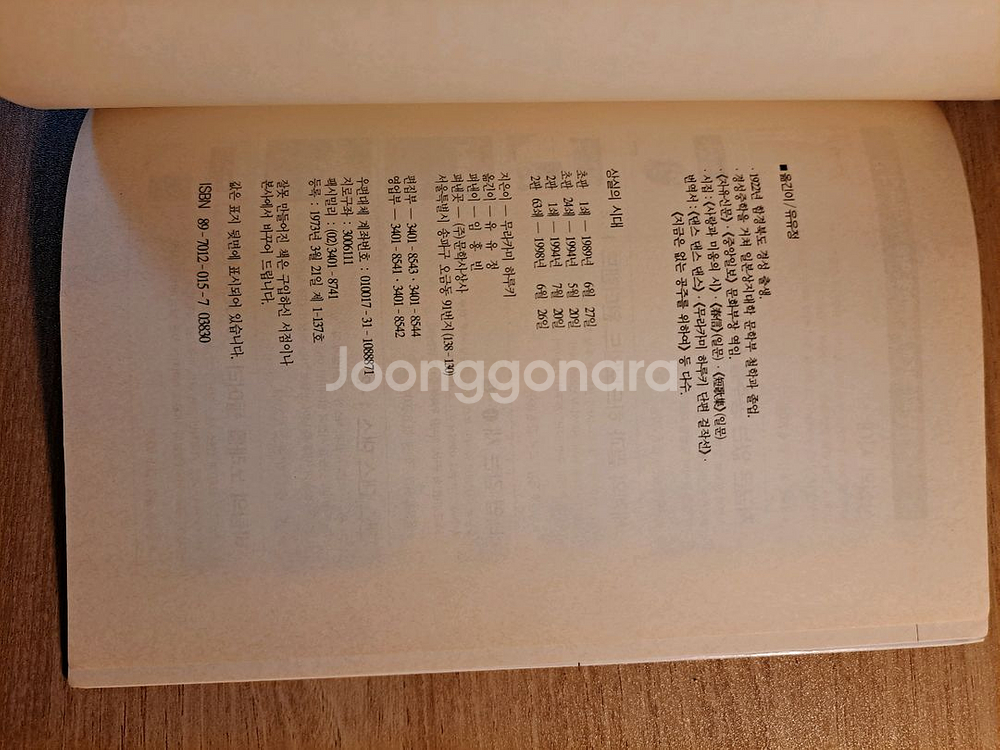 ■옮긴이/유유정
·1922년 함경북도 경성 출생.
경성중학을 거쳐 일본상지대학 문학부 철학과 졸업.
《아사신문》《중앙일보》 문화부장 역임.
·시집 : 《사랑과 미움의 시》·《春信》(일문)·《短歌集》(일문)
·번역서 : 《댄스 댄스 댄스》·《무라카미 하루키 단편 걸작선》·
《지금은 없는 공주를 위하여》 등 다수.
상실의 시대
초판 1쇄 — 1989년 6월 27일
초판 24쇄 — 1994년 5월 20일
2판 1쇄 — 1994년 7월 20일
2판 63쇄 — 1998년 6월 26일
지은이 — 무라카미 하루키
옮긴이 — 유 유 정
펴낸이 — 임 홍 빈
펴낸곳 — (주)문학사상사
서울특별시 송파구 오금동 91번지(138-130)
편집부 — 3401-8543·3401-8544
영업부 — 3401-8541·3401-8542
우편대체 계좌번호 : 010017-31-1088871
지로구좌 : 3006111
팩시밀리 : (02)3401-8741
등록 : 1973년 3월 21일 제 1-137호
잘못 만들어진 책은 구입하신 서점이나
본사에서 바꾸어 드립니다.
값은 표지 뒷면에 표시되어 있습니다.
ISBN 89-7012-015-7 03830
Joonggonara